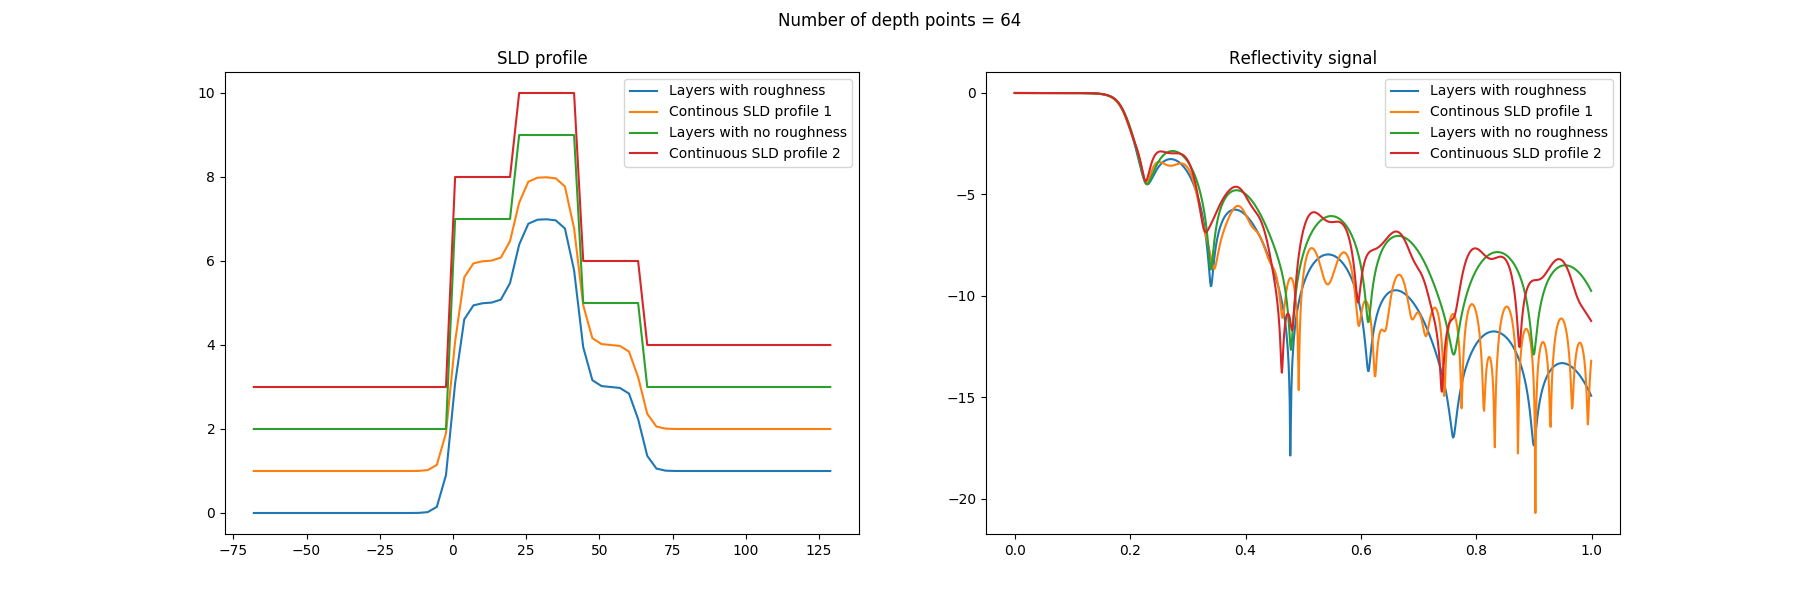 Number of depth points = 64
SLD profile
Layers with roughness
Continous SLD profile 1
Layers with no roughness
Continuous SLD profile 2
10
8
6
4
2
0
−75
−50
−25
0
25
50
75
100
125
Reflectivity signal
Layers with roughness
Continous SLD profile 1
Layers with no roughness
Continuous SLD profile 2
0
−5
−10
−15
−20
0.0
0.2
0.4
0.6
0.8
1.0